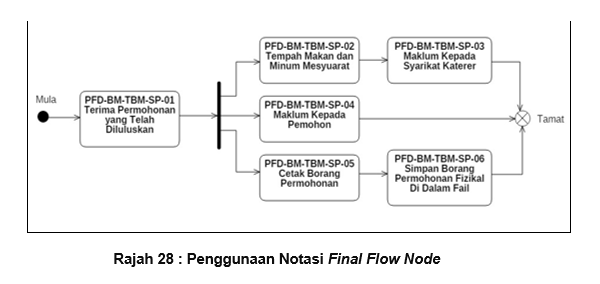 Mula
PFD-BM-TBM-SP-01
Terima Permohonan
yang Telah
Diluluskan
PFD-BM-TBM-SP-02
Tempah Makan dan
Minum Mesyuarat
PFD-BM-TBM-SP-03
Maklum Kepada
Syarikat Katerer
PFD-BM-TBM-SP-04
Maklum Kepada
Pemohon
PFD-BM-TBM-SP-05
Cetak Borang
Permohonan
PFD-BM-TBM-SP-06
Simpan Borang
Permohonan Fizikal
Di Dalam Fail
Tamat
Rajah 28 : Penggunaan Notasi Final Flow Node